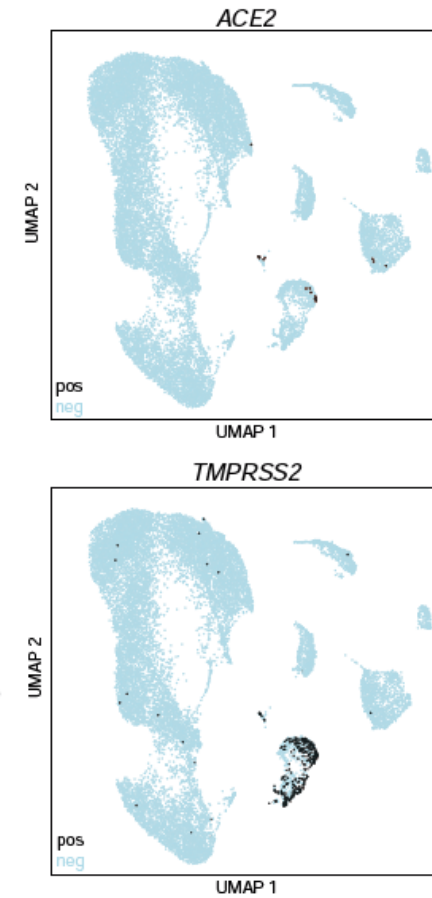 ACE2
UMAP 2
pos
neg
UMAP 1
TMPRSS2
UMAP 2
pos
neg
UMAP 1